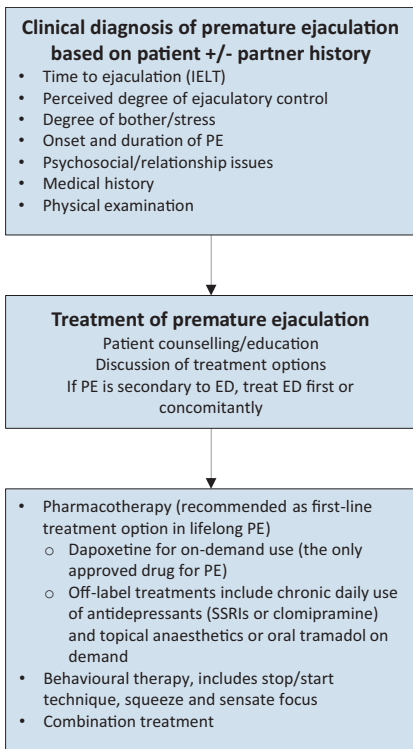 Clinical diagnosis of premature ejaculation
based on patient +/- partner history
• Time to ejaculation (IELT)
• Perceived degree of ejaculatory control
• Degree of bother/stress
• Onset and duration of PE
• Psychosocial/relationship issues
• Medical history
• Physical examination
Treatment of premature ejaculation
Patient counselling/education
Discussion of treatment options
If PE is secondary to ED, treat ED first or
concomitantly
• Pharmacotherapy (recommended as first-line
treatment option in lifelong PE)
o Dapoxetine for on-demand use (the only
approved drug for PE)
o Off-label treatments include chronic daily use
of antidepressants (SSRIs or clomipramine)
and topical anaesthetics or oral tramadol on
demand
• Behavioural therapy, includes stop/start
technique, squeeze and sensate focus
• Combination treatment